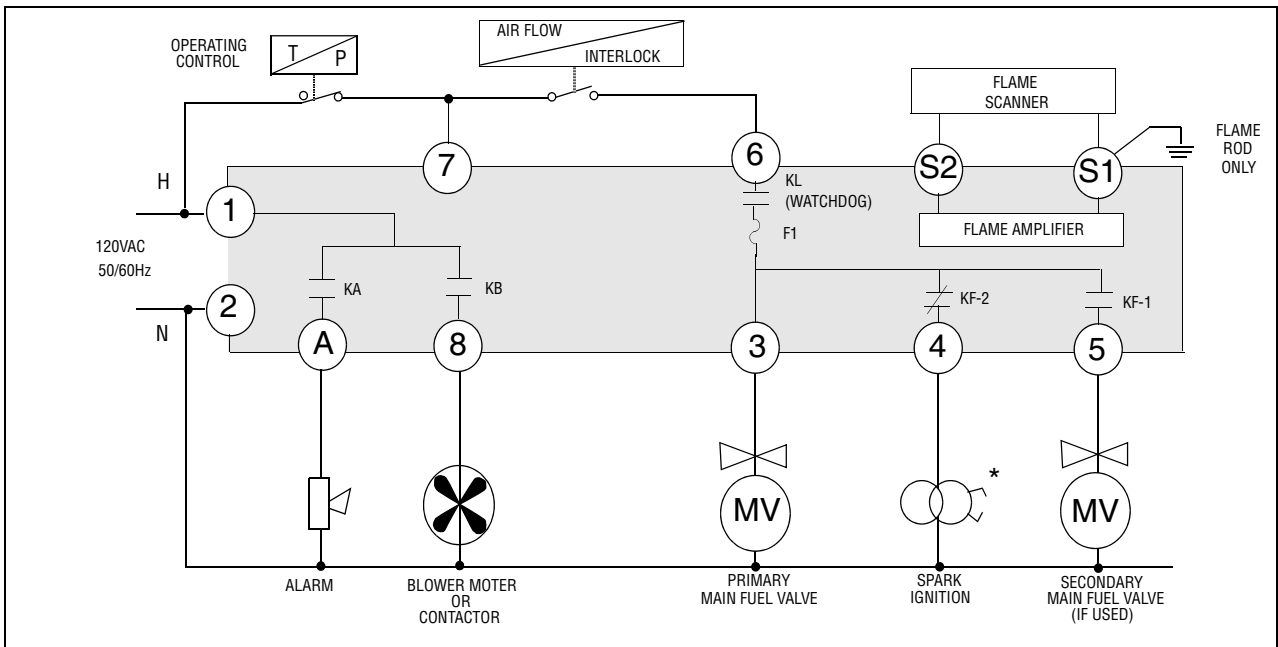 OPERATING
CONTROL
T P
AIR FLOW
INTERLOCK
FLAME
SCANNER
FLAME
ROD
ONLY
7
6
S2
S1
H
1
KL
(WATCHDOG)
F1
FLAME AMPLIFIER
120VAC
50/60Hz
2
N
KA
KB
KF-2
KF-1
A
8
3
4
5
*
MV
MV
ALARM
BLOWER MOTER
OR
CONTACTOR
PRIMARY
MAIN FUEL VALVE
SPARK
IGNITION
SECONDARY
MAIN FUEL VALVE
(IF USED)